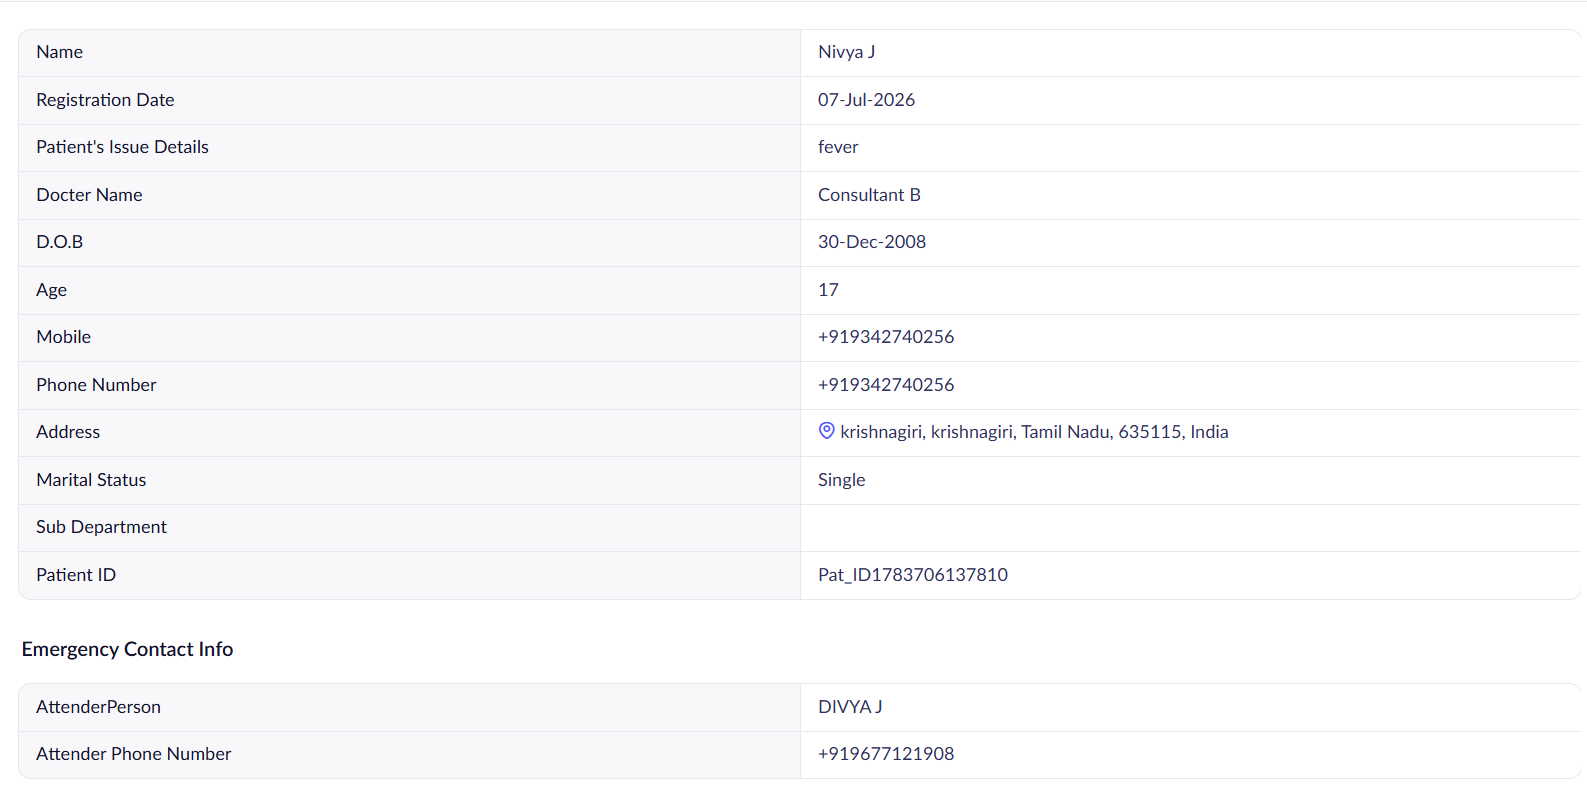 Name Nivya J
Registration Date 07-Jul-2026
Patient's Issue Details fever
Docter Name Consultant B
D.O.B 30-Dec-2008
Age 17
Mobile +919342740256
Phone Number +919342740256
Address krishnagiri, krishnagiri, Tamil Nadu, 635115, India
Marital Status Single
Sub Department
Patient ID Pat_ID1783706137810
Emergency Contact Info
AttenderPerson DIVYA J
Attender Phone Number +919677121908